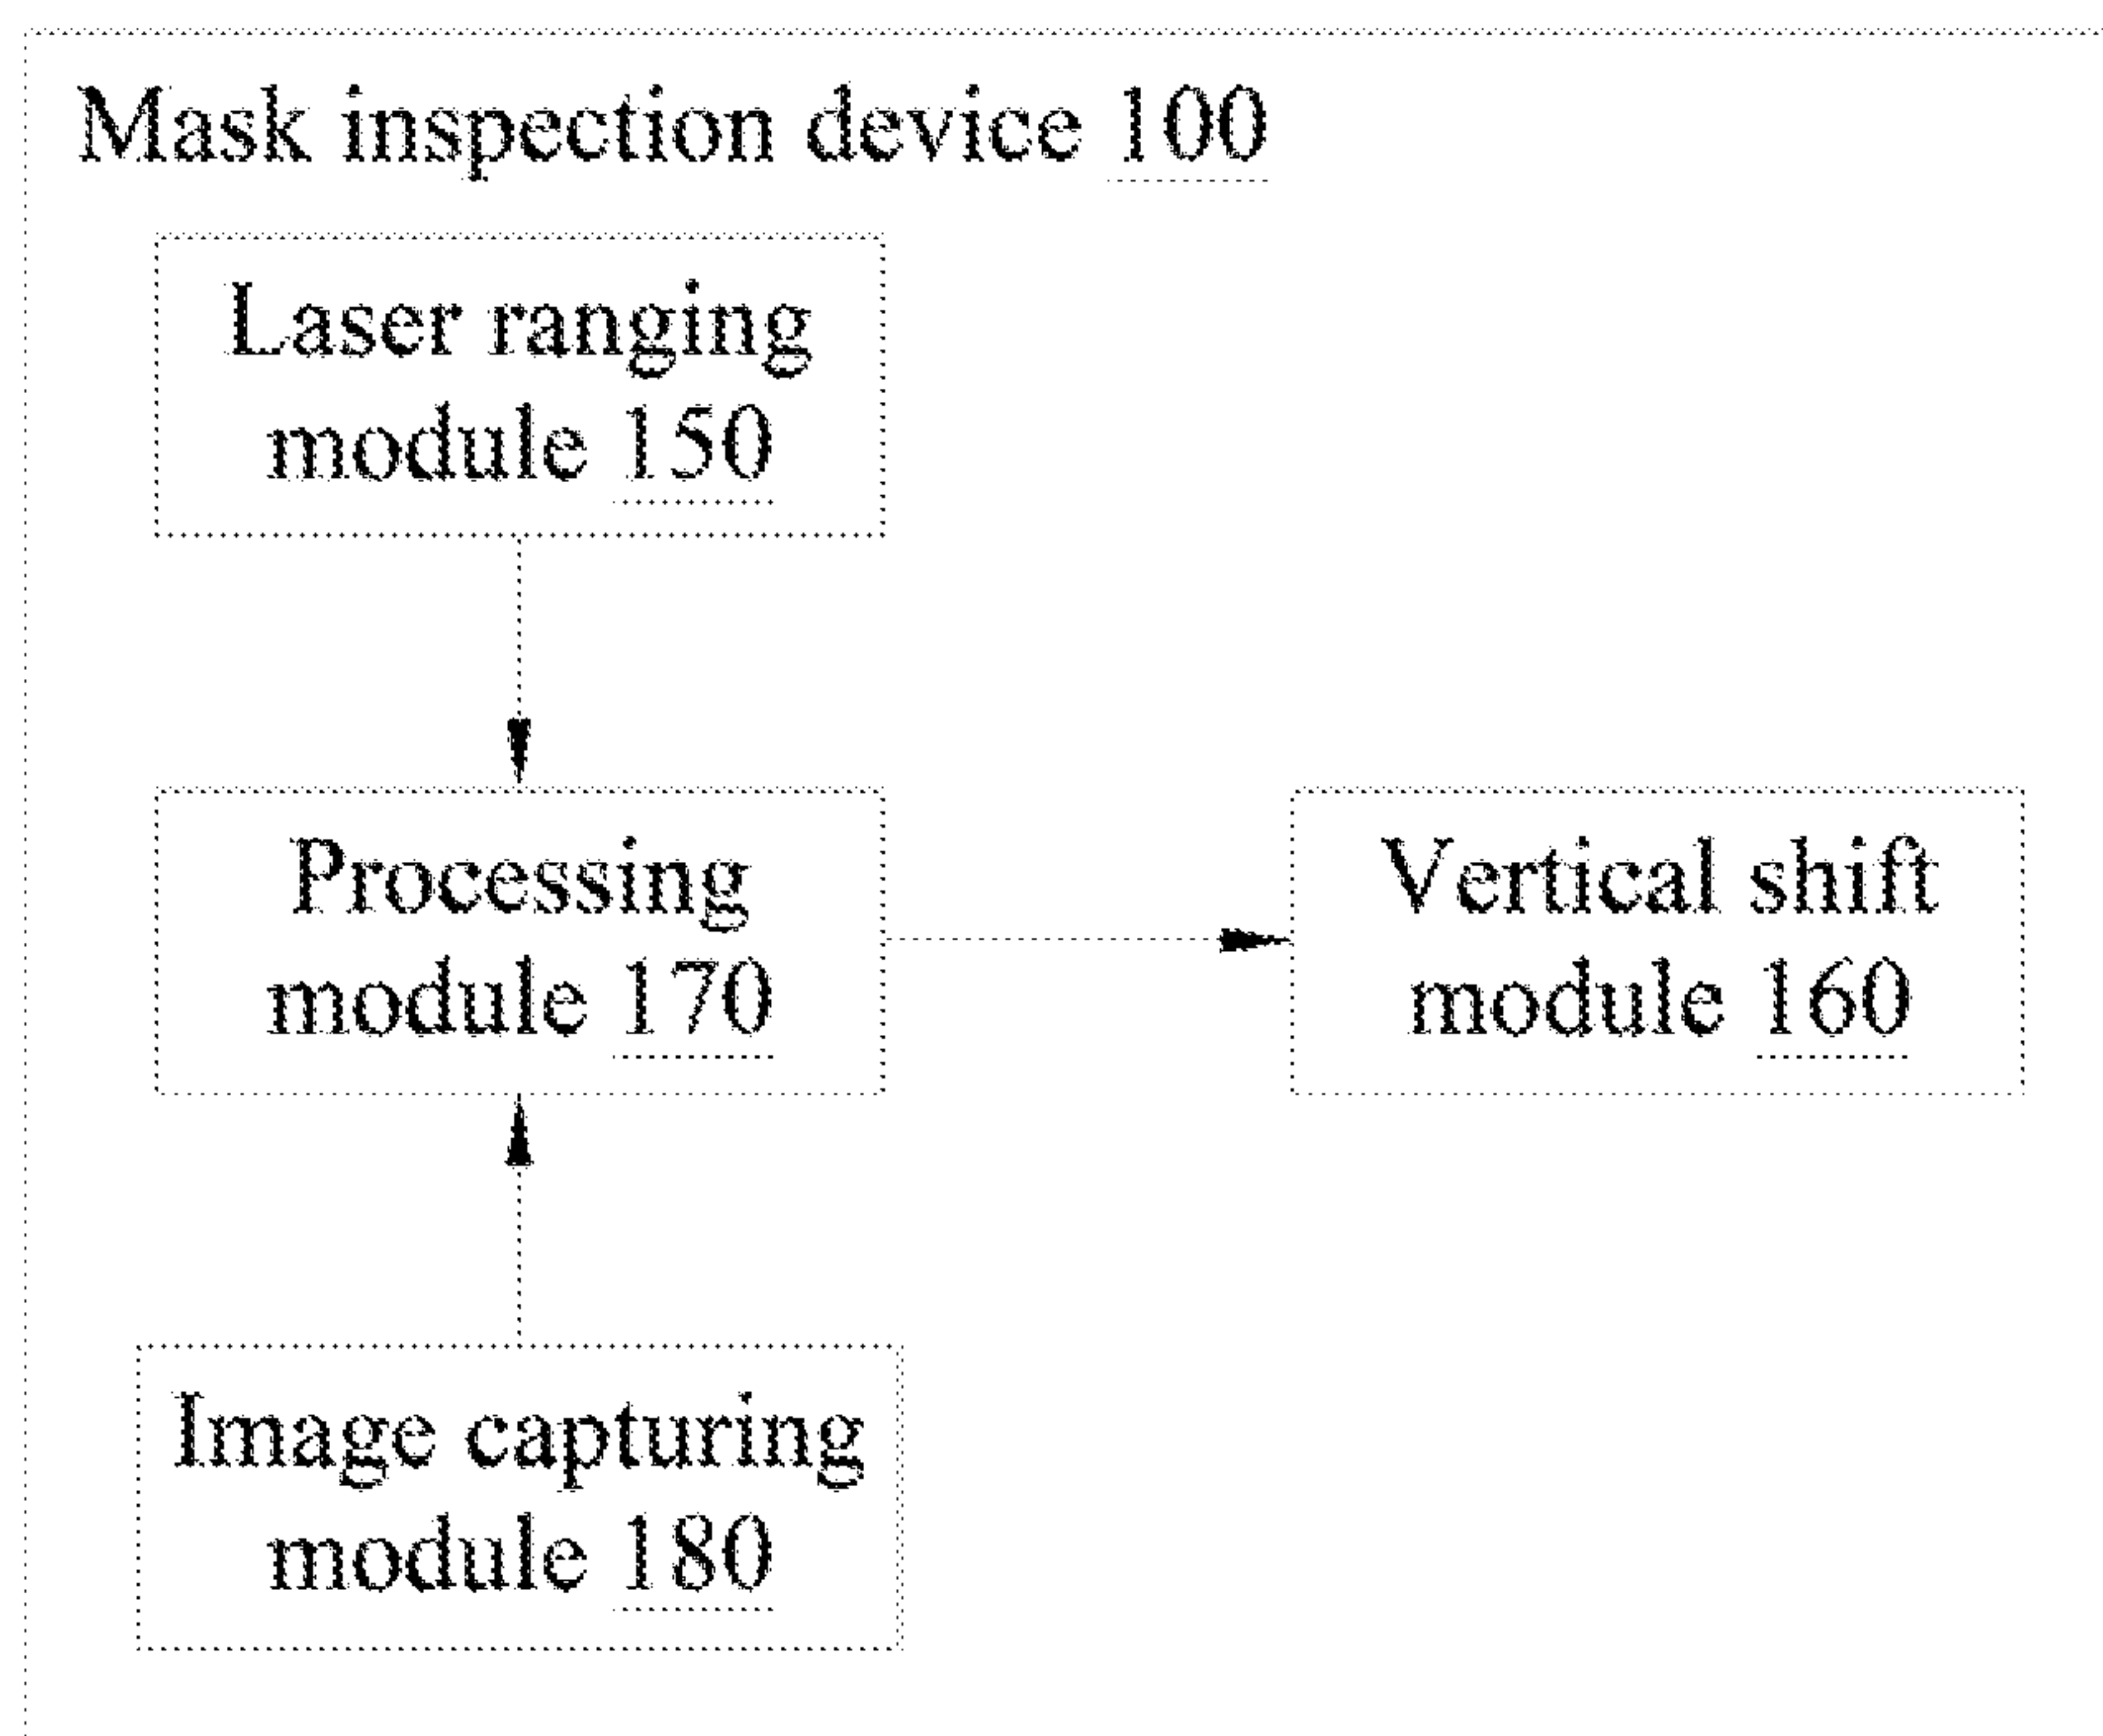 Mask inspection device 100
Laser ranging
module 150
Processing
module 170
Vertical shift
module 160
Image capturing
module 180